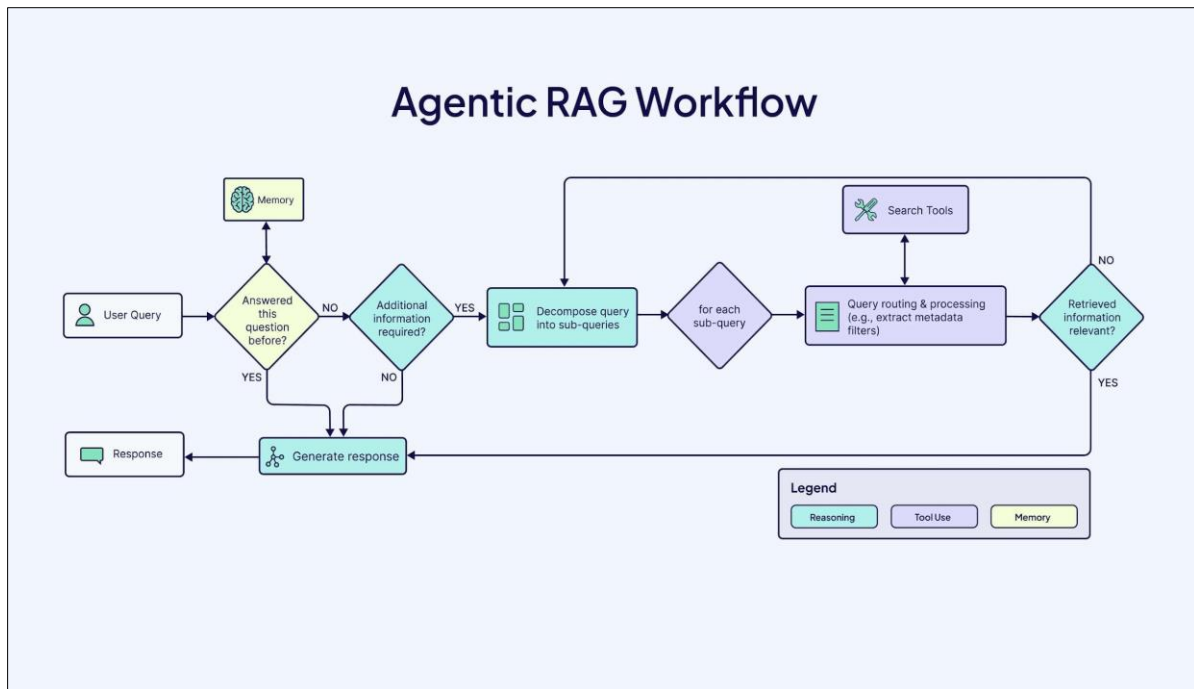 Agentic RAG Workflow
Memory
Search Tools
NO
User Query
Answered
this
question
before?
NO
Additional
information
required?
YES
Decompose query
into sub-queries
for each
sub-query
Query routing & processing
(e.g., extract metadata
filters)
Retrieved
information
relevant?
YES
NO
YES
Response
Generate response
Legend
Reasoning
Tool Use
Memory